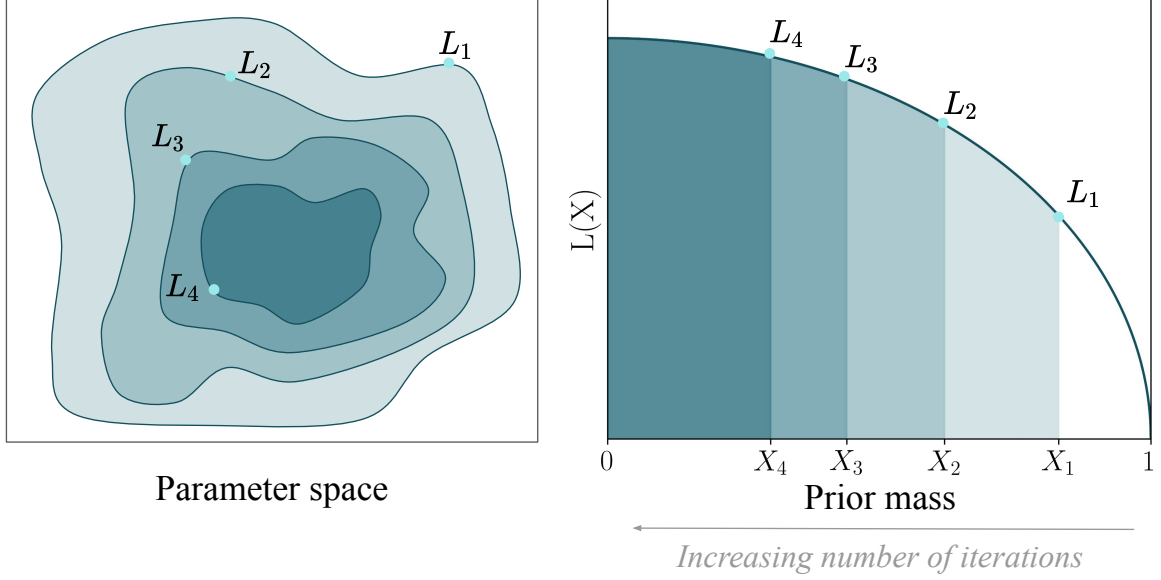 L₁
L₂
L₃
L₄
Parameter space
L(X)
L₄
L₃
L₂
L₁
0 X₄ X₃ X₂ X₁ 1
Prior mass
Increasing number of iterations